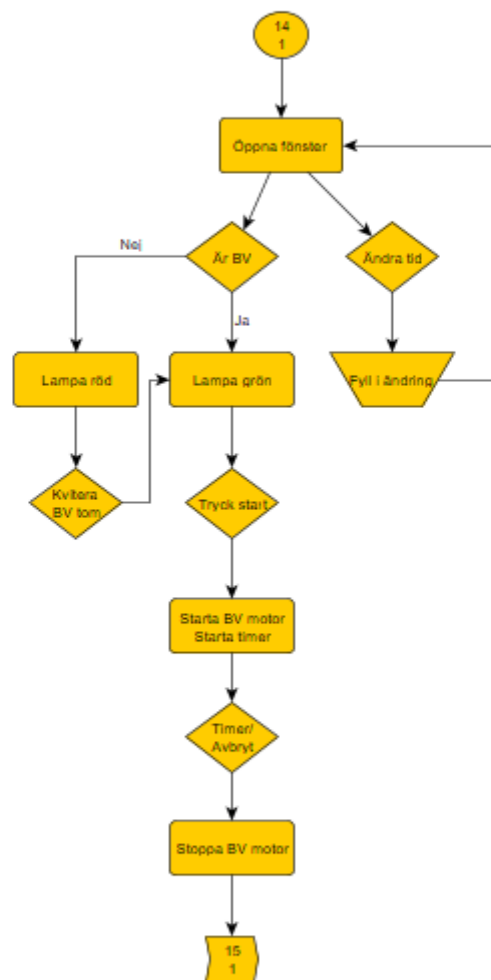 14
1
Öppna fönster
Nej
Är BV
Ändra tid
Ja
Lampa röd
Lampa grön
Fyll i ändring
Kvitera
BV tom
Tryck start
Starta BV motor
Starta timer
Timer/
Avbryt
Stoppa BV motor
15
1